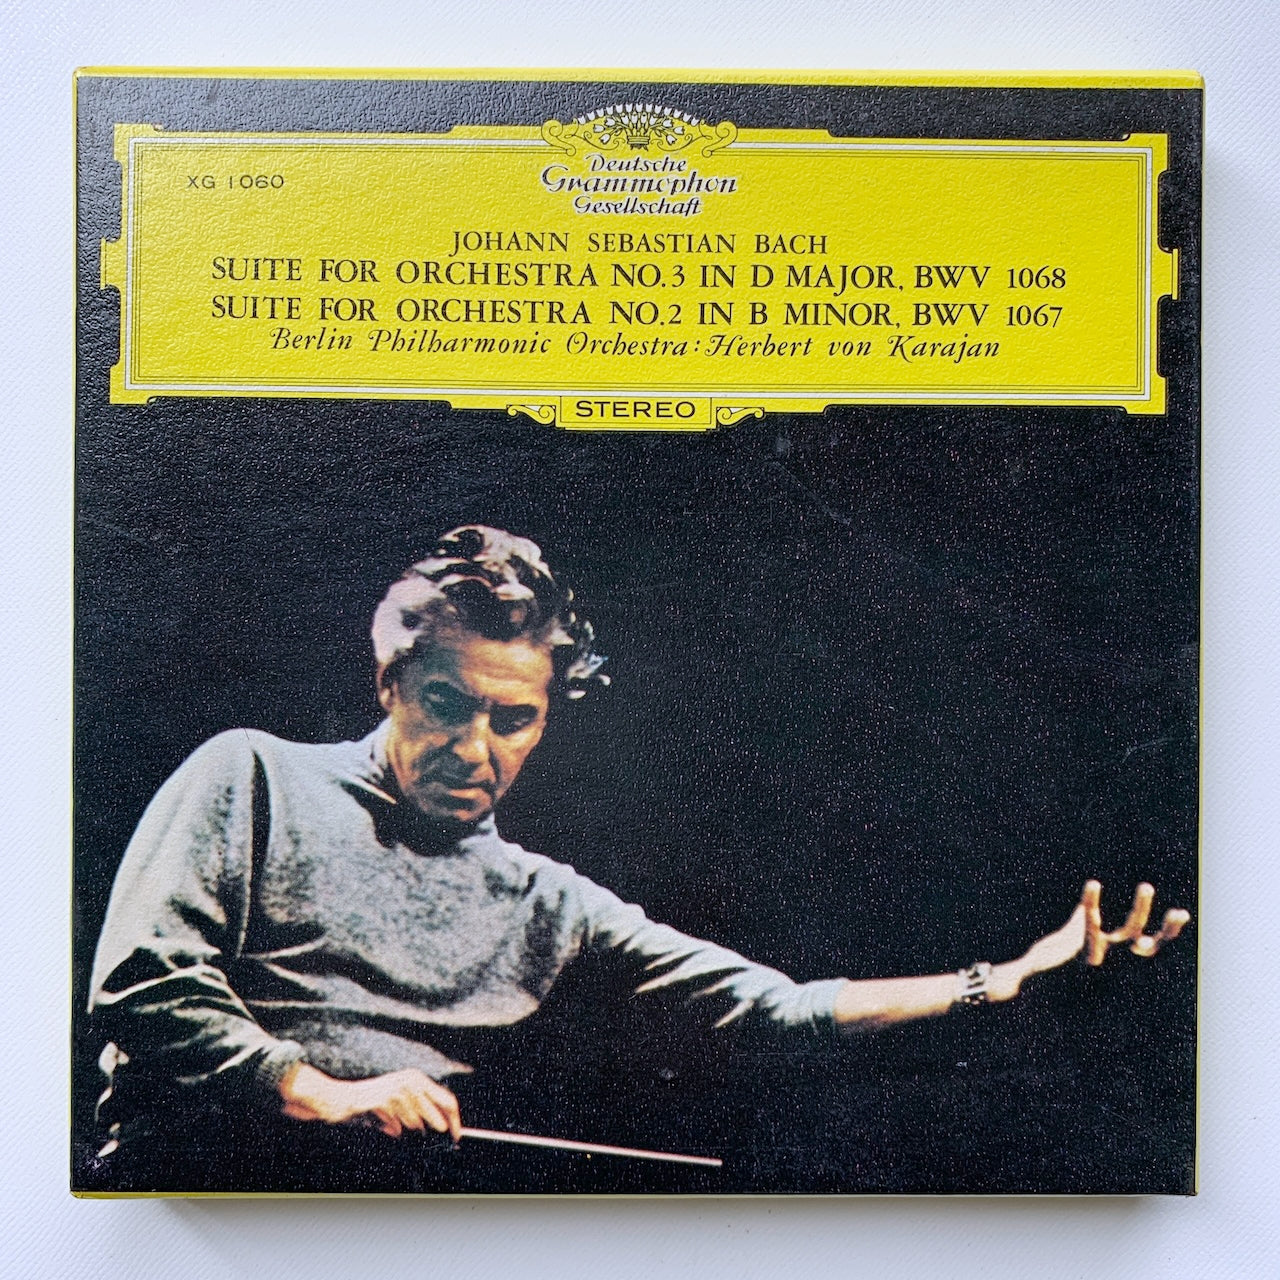 XG 1060
Deutsche
Grammophon
Gesellschaft
JOHANN SEBASTIAN BACH
SUITE FOR ORCHESTRA NO.3 IN D MAJOR, BWV 1068
SUITE FOR ORCHESTRA NO.2 IN B MINOR, BWV 1067
Berlin Philharmonic Orchestra : Herbert von Karajan
STEREO